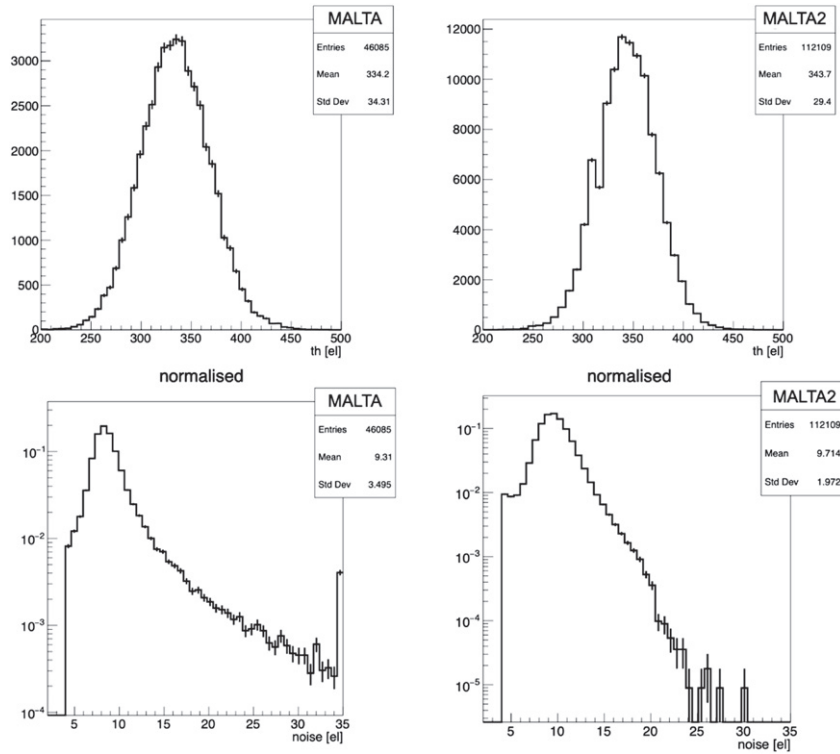 MALTA
Entries 46085
Mean 334.2
Std Dev 34.31
3000
2500
2000
1500
1000
500
0
200 250 300 350 400 450 500
th [el]
MALTA2
Entries 112109
Mean 343.7
Std Dev 29.4
12000
10000
8000
6000
4000
2000
0
200 250 300 350 400 450 500
th [el]
normalised
MALTA
Entries 46085
Mean 9.31
Std Dev 3.495
10−1
10−2
10−3
10−4
5 10 15 20 25 30 35
noise [el]
normalised
MALTA2
Entries 112109
Mean 9.714
Std Dev 1.972
10−1
10−2
10−3
10−4
10−5
5 10 15 20 25 30 35
noise [el]